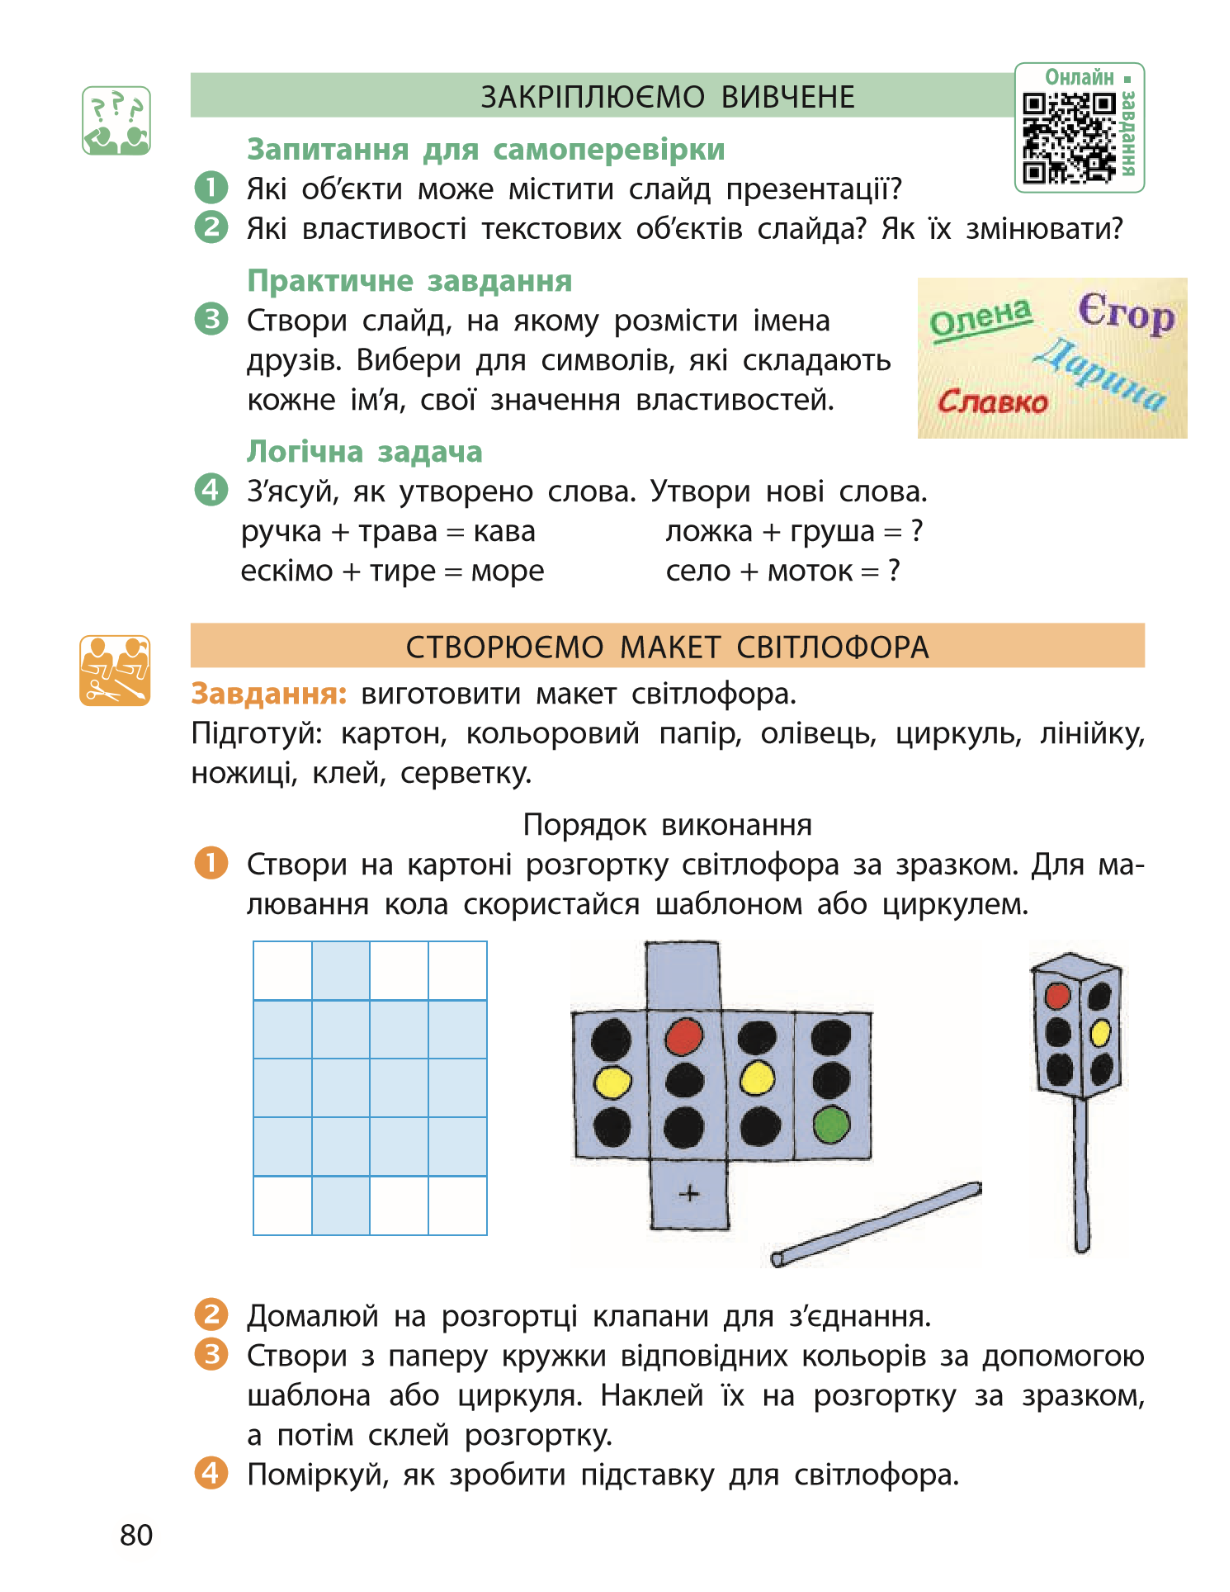 ЗАКРІПЛЮЄМО ВИВЧЕНЕ
Онлайн
завдання
???
Запитання для самоперевірки
1 Які об’єкти може містити слайд презентації?
2 Які властивості текстових об’єктів слайда? Як їх змінювати?
Практичне завдання
3 Створи слайд, на якому розмісти імена
друзів. Вибери для символів, які складають
кожне ім’я, свої значення властивостей.
Олена
Єгор
Дарина
Славко
Логічна задача
4 З’ясуй, як утворено слова. Утвори нові слова.
ручка + трава = кава
ложка + груша = ?
ескімо + тире = море
село + моток = ?
СТВОРЮЄМО МАКЕТ СВІТЛОФОРА
Завдання: виготовити макет світлофора.
Підготуй: картон, кольоровий папір, олівець, циркуль, лінійку,
ножиці, клей, серветку.
Порядок виконання
1 Створи на картоні розгортку світлофора за зразком. Для ма-
лювання кола скористайся шаблоном або циркулем.
+
2 Домалюй на розгортці клапани для з’єднання.
3 Створи з паперу кружки відповідних кольорів за допомогою
шаблона або циркуля. Наклей їх на розгортку за зразком,
а потім склей розгортку.
4 Поміркуй, як зробити підставку для світлофора.
80